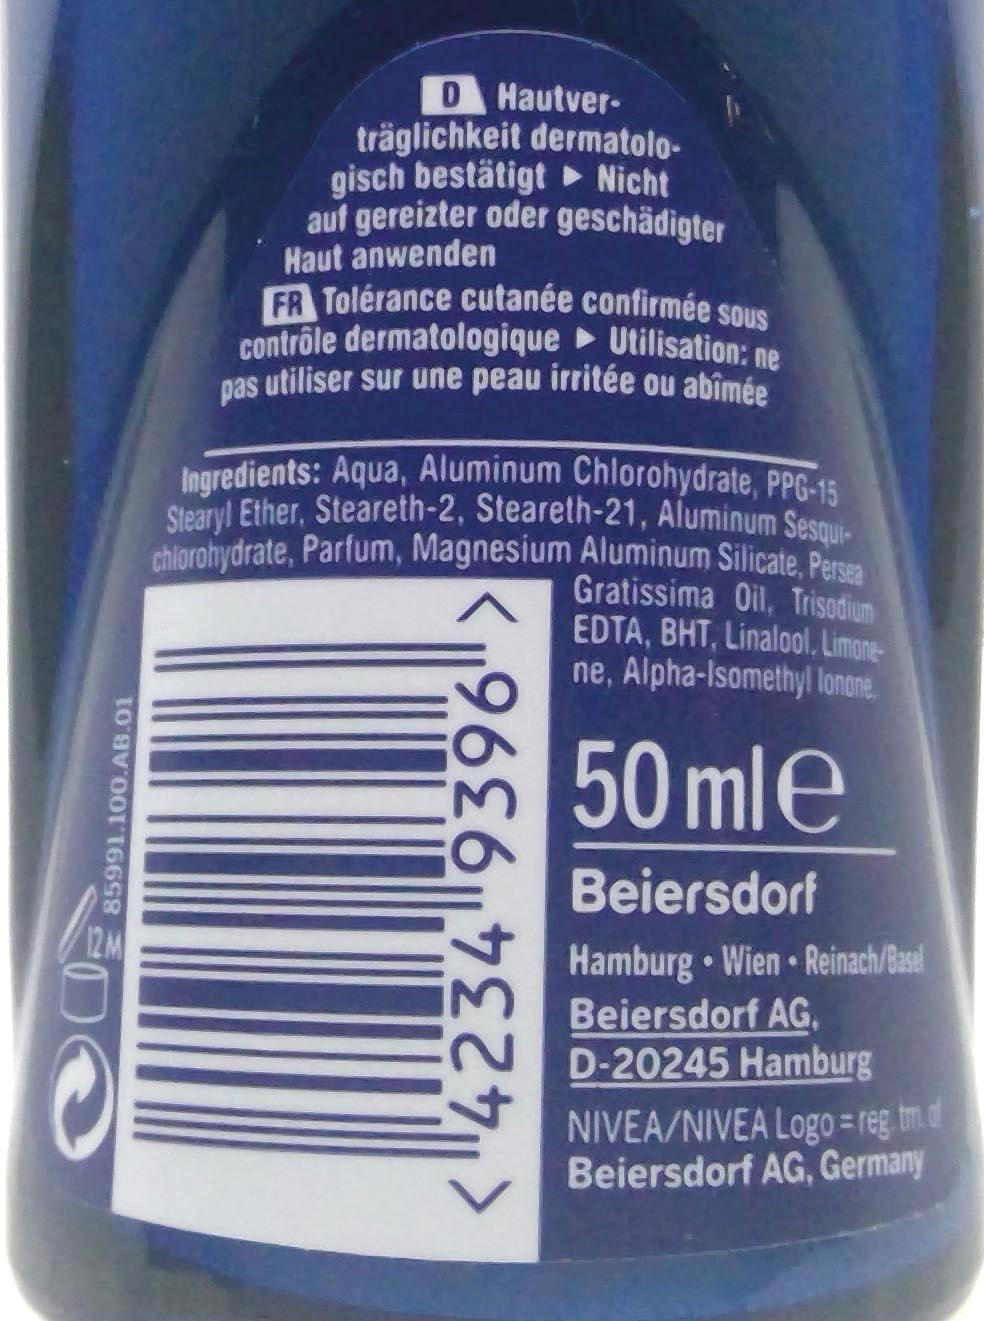 D Hautver-
träglichkeit dermatolo-
gisch bestätigt ▶ Nicht
auf gereizter oder geschädigter
Haut anwenden
FR Tolérance cutanée confirmée sous
contrôle dermatologique ▶ Utilisation: ne
pas utiliser sur une peau irritée ou abîmée
Ingredients: Aqua, Aluminum Chlorohydrate, PPG-15
Stearyl Ether, Steareth-2, Steareth-21, Aluminum Sesqui-
chlorohydrate, Parfum, Magnesium Aluminum Silicate, Persea
Gratissima Oil, Trisodium
EDTA, BHT, Linalool, Limone-
ne, Alpha-Isomethyl Ionone.
50 ml e
Beiersdorf
Hamburg • Wien • Reinach/Basel
Beiersdorf AG,
D-20245 Hamburg
NIVEA/NIVEA Logo = reg. tm. of
Beiersdorf AG, Germany
< 4234 9396 >
85991.100.AB.01
12M